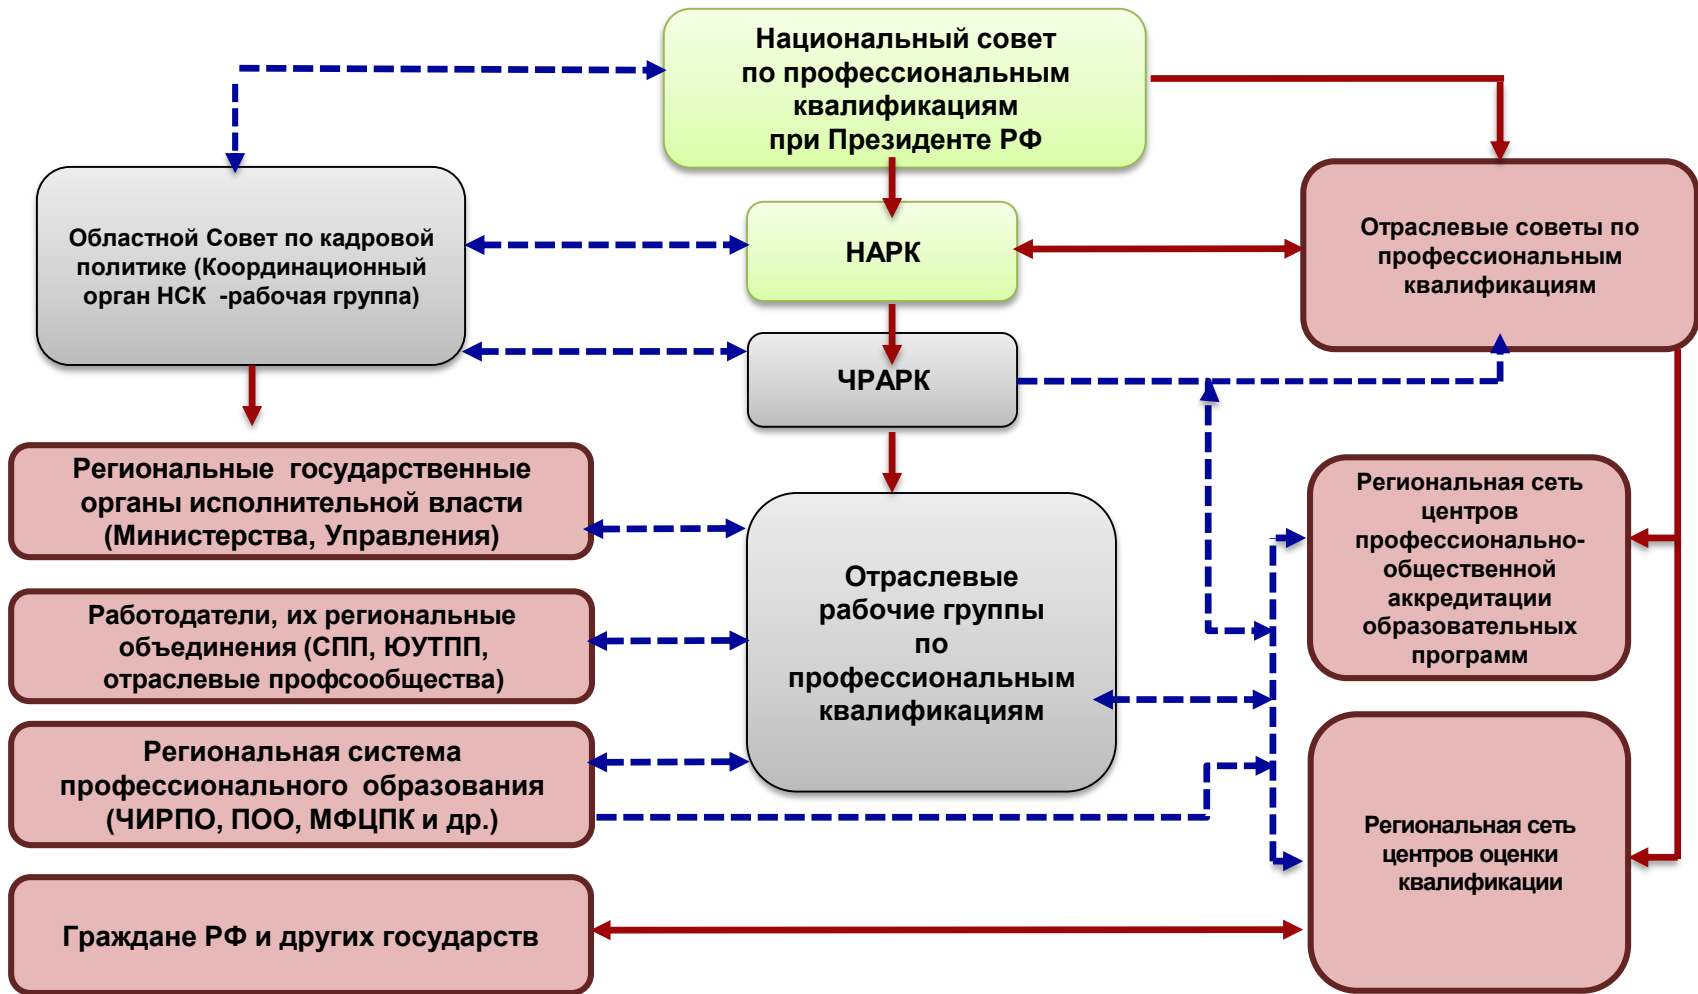 Национальный совет
по профессиональным
квалификациям
при Президенте РФ
Областной Совет по кадровой
политике (Координационный
орган НСК -рабочая группа)
НАРК
Отраслевые советы по
профессиональным
квалификациям
ЧРАРК
Региональные государственные
органы исполнительной власти
(Министерства, Управления)
Работодатели, их региональные
объединения (СПП, ЮУТПП,
отраслевые профсообщества)
Региональная система
профессионального образования
(ЧИРПО, ПОО, МФЦПК и др.)
Граждане РФ и других государств
Отраслевые
рабочие группы
по
профессиональным
квалификациям
Региональная сеть
центров
профессионально-
общественной
аккредитации
образовательных
программ
Региональная сеть
центров оценки
квалификации